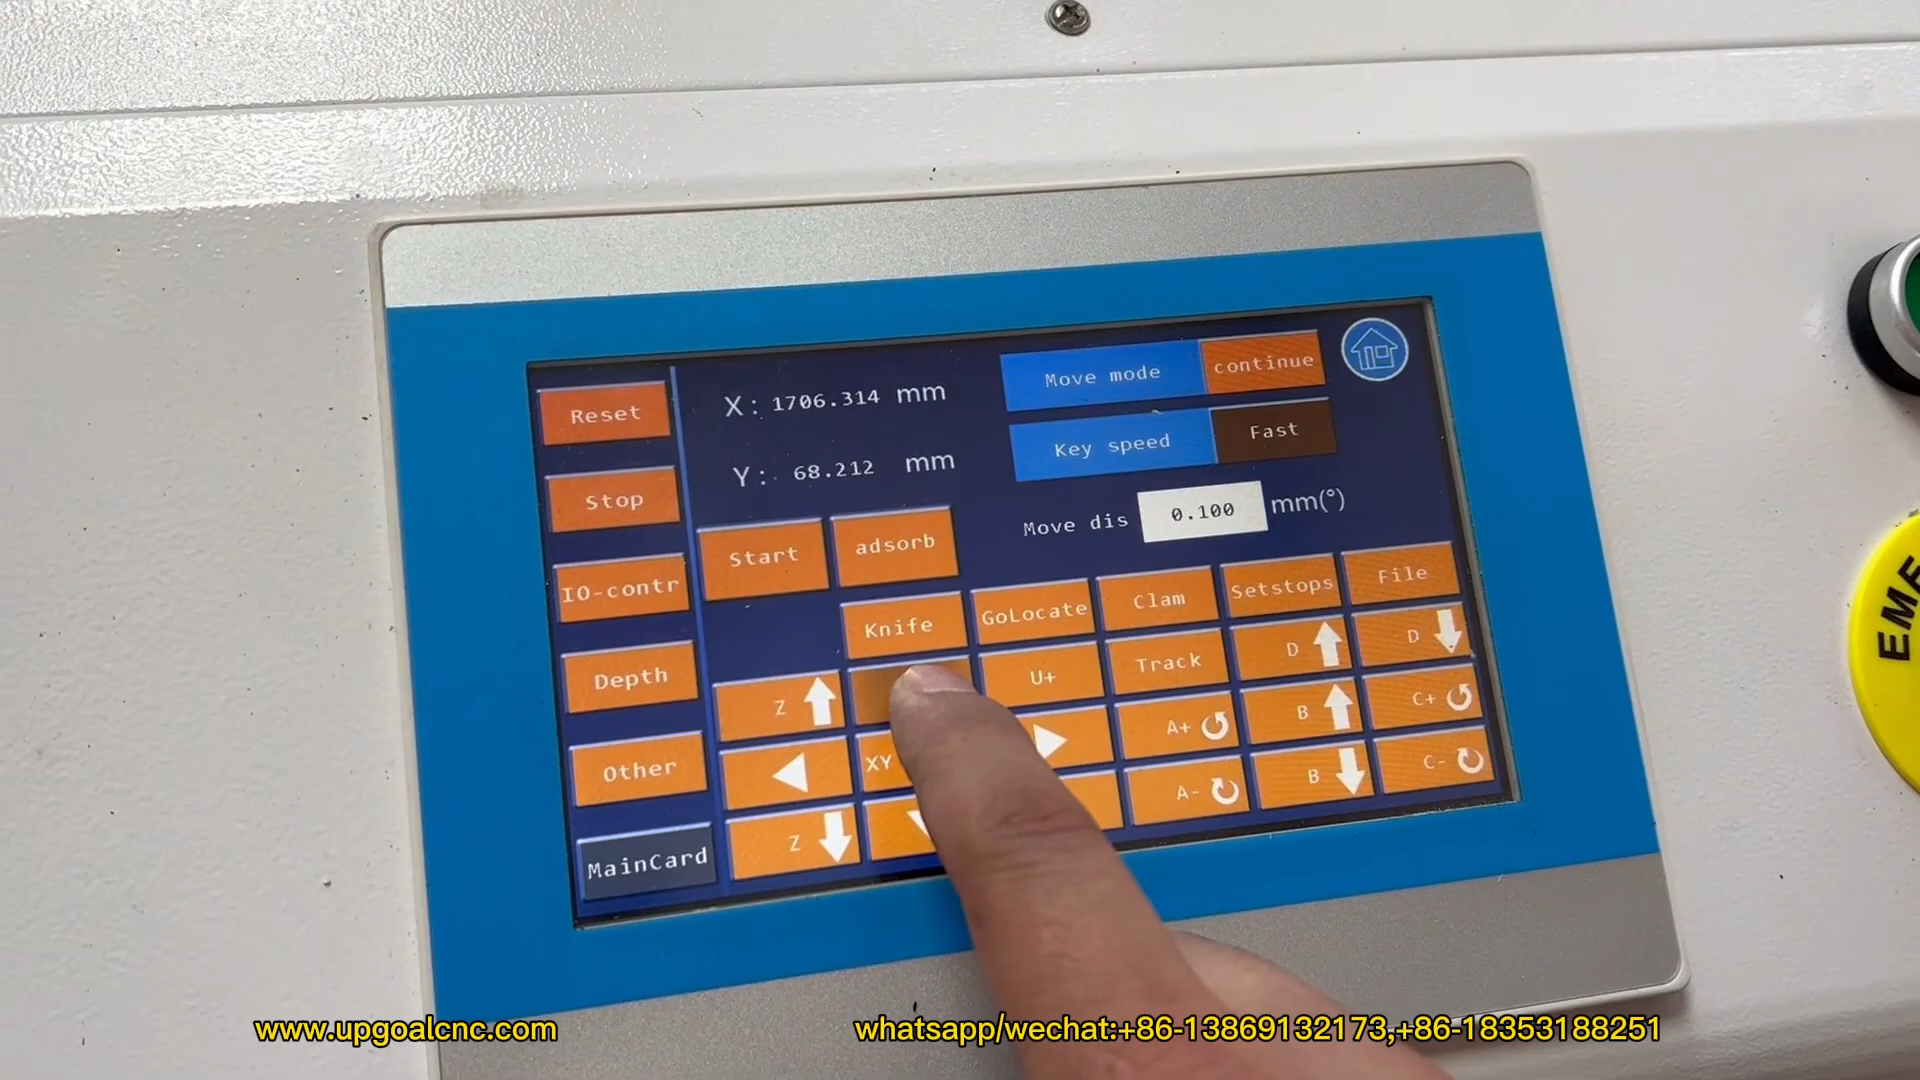 Reset
X: 1706.314 mm
Move mode
continue
Stop
Y: 68.212 mm
Key speed
Fast
Move dis 0.100 mm(°)
IO-contr
Start
adsorb
Knife
GoLocate
Clam
Setstops
File
Depth
Z
U+
Track
D
D
Other
XY
A+
B
C+
MainCard
Z
A-
B
C-
EME
www.upgoalcnc.com
whatsapp/wechat:+86-13869132173,+86-18353188251